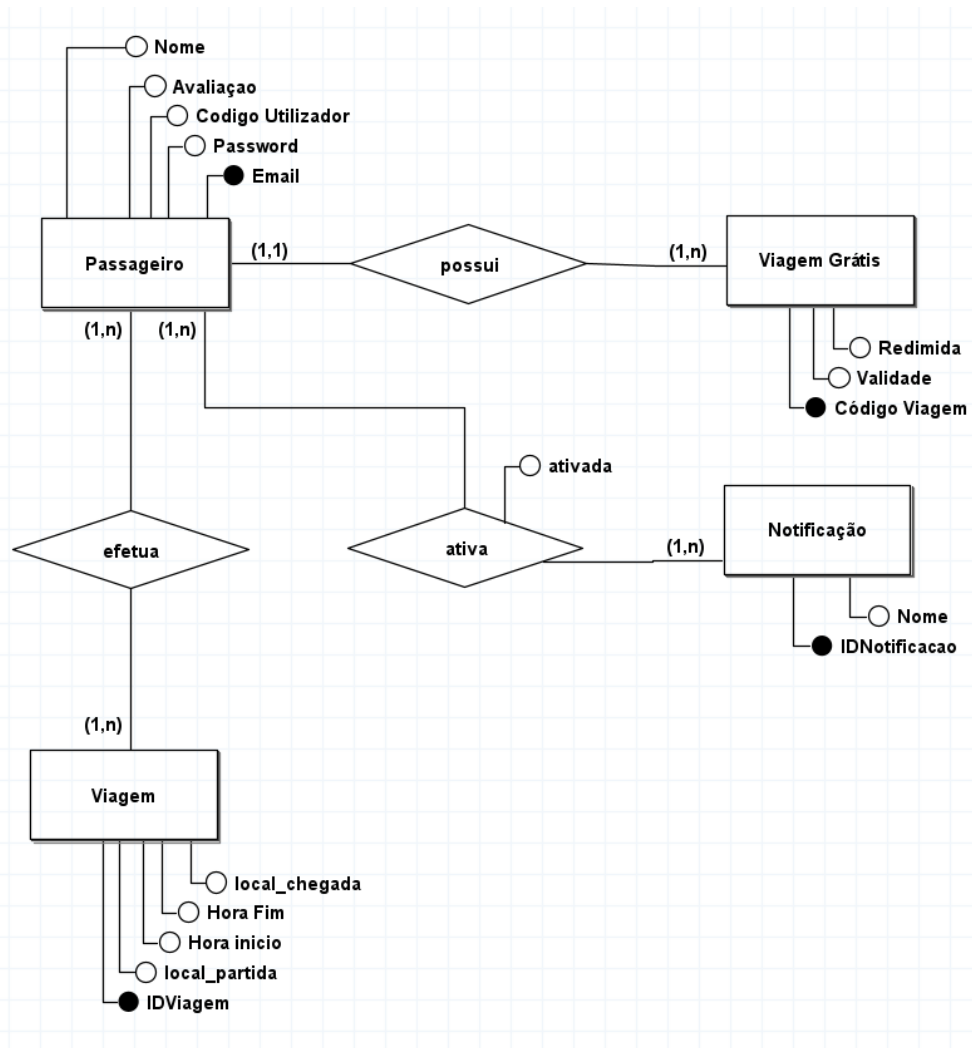 Nome
Avaliaçao
Codigo Utilizador
Password
Email
Passageiro
(1,1)
possui
(1,n)
Viagem Grátis
(1,n)
(1,n)
Redimida
Validade
Código Viagem
ativada
efetua
ativa
(1,n)
Notificação
Nome
IDNotificacao
(1,n)
Viagem
local_chegada
Hora Fim
Hora inicio
local_partida
IDViagem